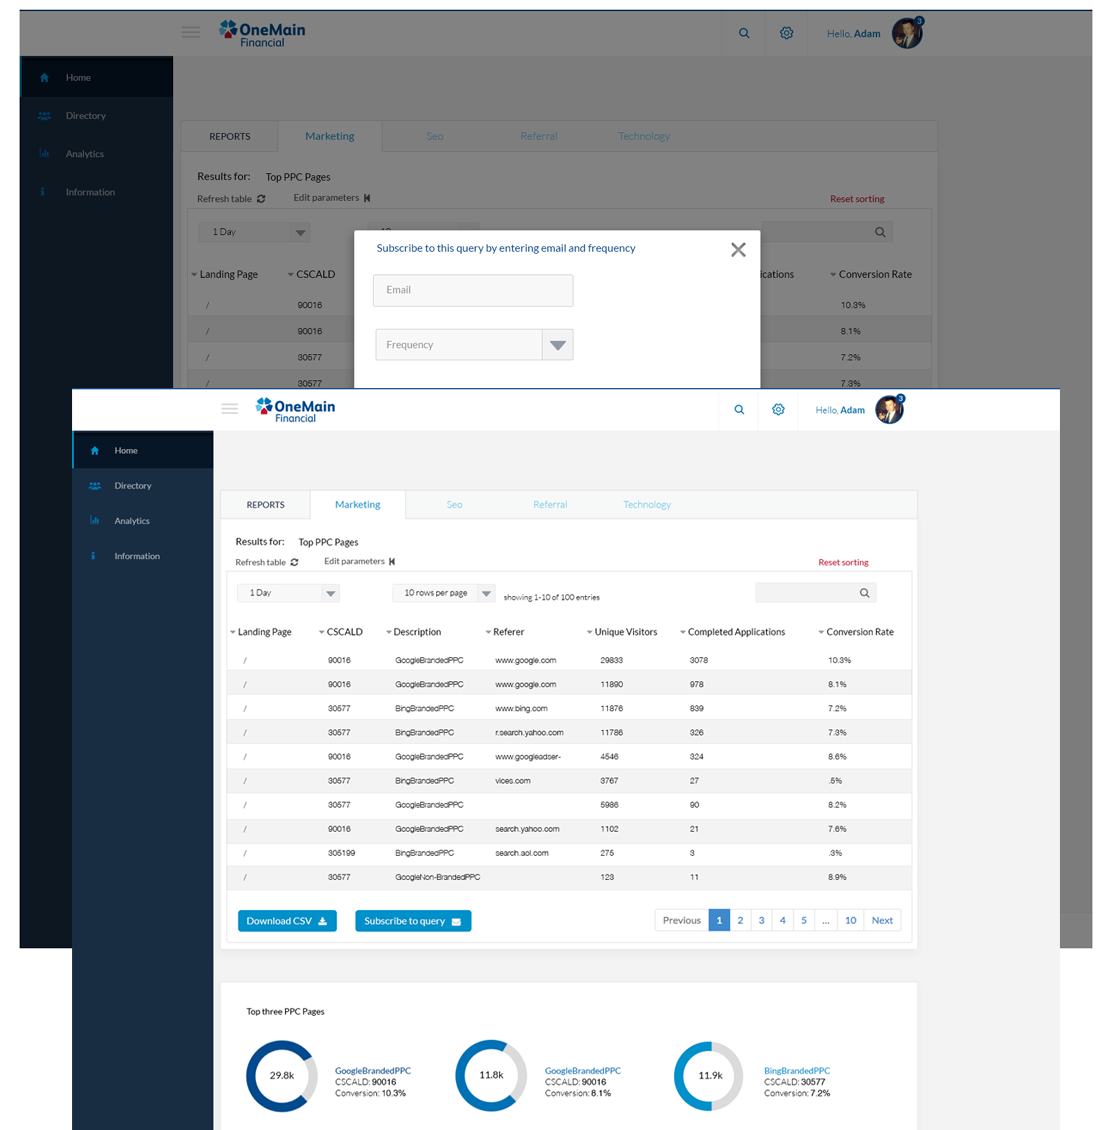 OneMain
Financial
Hello, Adam
3
Home
Directory
Analytics
Information
REPORTS Marketing Seo Referral Technology
Results for: Top PPC Pages
Refresh table Edit parameters Reset sorting
1 Day
Landing Page CSCALD ications Conversion Rate
/ 90016 10.3%
/ 90016 8.1%
/ 30577 7.2%
/ 30577 7.3%
Subscribe to this query by entering email and frequency
Email
Frequency
OneMain
Financial
Hello, Adam
3
Home
Directory
Analytics
Information
REPORTS Marketing Seo Referral Technology
Results for: Top PPC Pages
Refresh table Edit parameters Reset sorting
1 Day 10 rows per page showing 1-10 of 100 entries
Landing Page CSCALD Description Referer Unique Visitors Completed Applications Conversion Rate
/ 90016 GoogleBrandedPPC www.google.com 29833 3078 10.3%
/ 90016 GoogleBrandedPPC www.google.com 11890 978 8.1%
/ 30577 BingBrandedPPC www.bing.com 11876 839 7.2%
/ 30577 BingBrandedPPC r.search.yahoo.com 11786 326 7.3%
/ 90016 GoogleBrandedPPC www.googleadser- 4546 324 8.6%
/ 30577 BingBrandedPPC vices.com 3767 27 .5%
/ 30577 GoogleBrandedPPC 5986 90 8.2%
/ 90016 GoogleBrandedPPC search.yahoo.com 1102 21 7.6%
/ 305199 BingBrandedPPC search.aol.com 275 3 .3%
/ 30577 GoogleNon-BrandedPPC 123 11 8.9%
Download CSV Subscribe to query Previous 1 2 3 4 5 ... 10 Next
Top three PPC Pages
29.8k
GoogleBrandedPPC
CSCALD: 90016
Conversion: 10.3%
11.8k
GoogleBrandedPPC
CSCALD: 90016
Conversion: 8.1%
11.9k
BingBrandedPPC
CSCALD: 30577
Conversion: 7.2%